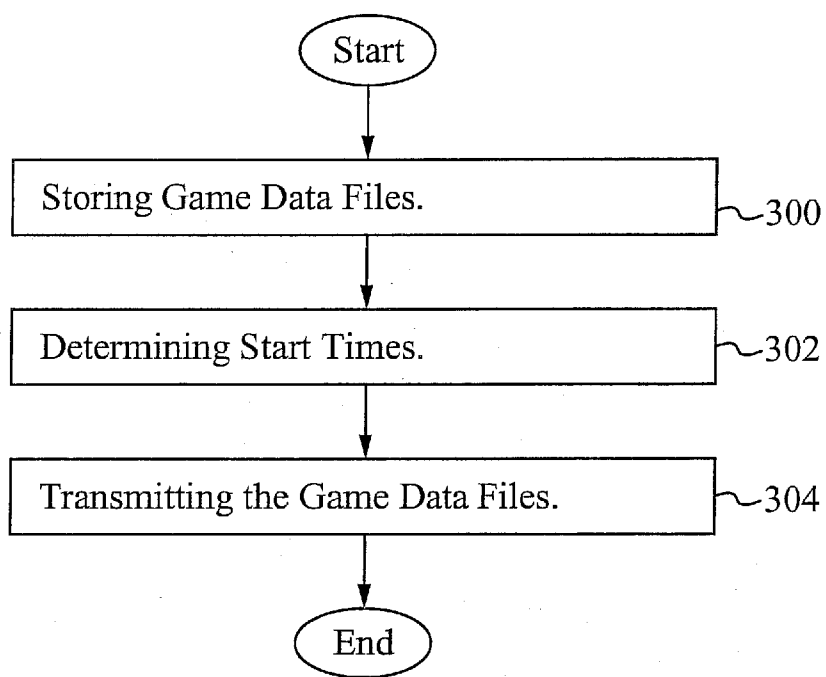 Start
Storing Game Data Files.
300
Determining Start Times.
302
Transmitting the Game Data Files.
304
End